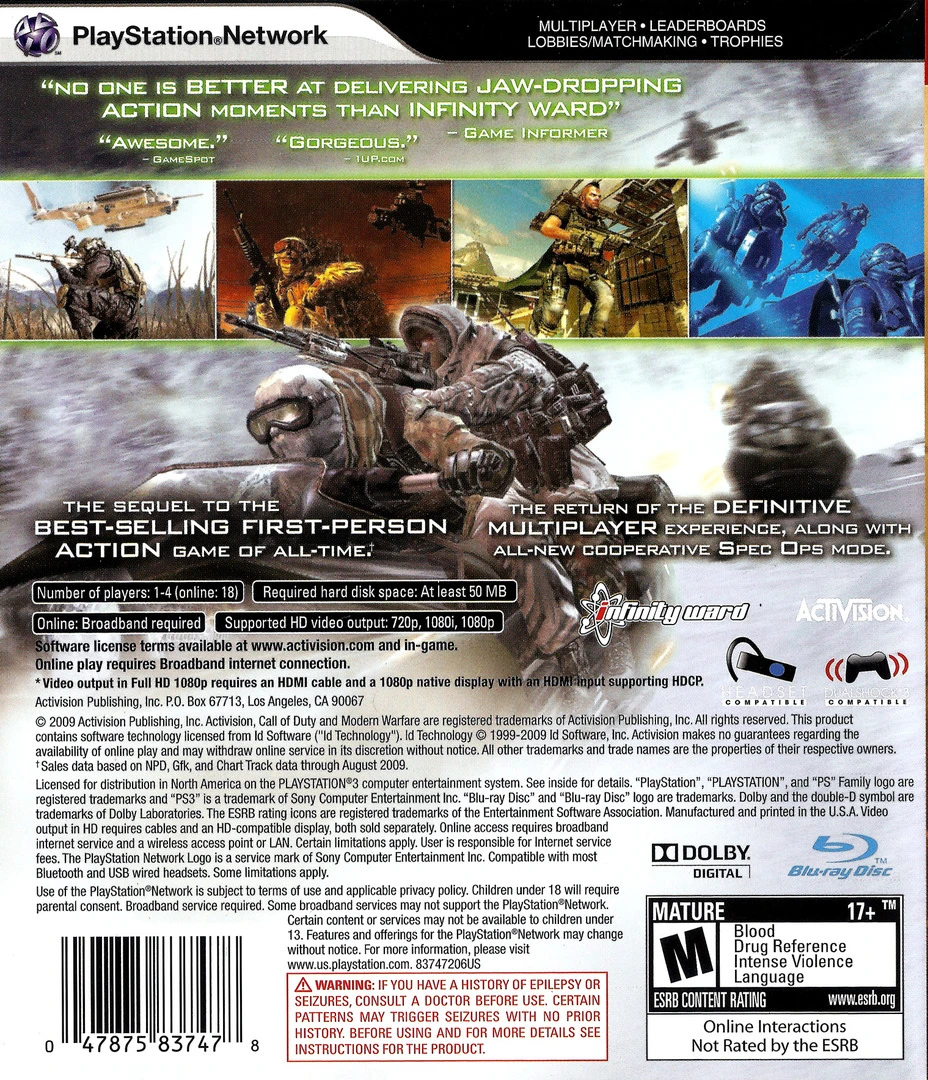 PlayStation®Network
MULTIPLAYER • LEADERBOARDS
LOBBIES/MATCHMAKING • TROPHIES
“NO ONE IS BETTER AT DELIVERING JAW-DROPPING
ACTION MOMENTS THAN INFINITY WARD”
– GAME INFORMER
“AWESOME.”
– GAMESPOT
“GORGEOUS.”
– 1UP.COM
THE SEQUEL TO THE
BEST-SELLING FIRST-PERSON
ACTION GAME OF ALL-TIME.†
THE RETURN OF THE DEFINITIVE
MULTIPLAYER EXPERIENCE, ALONG WITH
ALL-NEW COOPERATIVE SPEC OPS MODE.
Number of players: 1-4 (online: 18)
Required hard disk space: At least 50 MB
Online: Broadband required
Supported HD video output: 720p, 1080i, 1080p
infinity ward
ACTIVISION.
Software license terms available at www.activision.com and in-game.
Online play requires Broadband internet connection.
*Video output in Full HD 1080p requires an HDMI cable and a 1080p native display with an HDMI input supporting HDCP.
HEADSET
COMPATIBLE
DUALSHOCK®3
COMPATIBLE
Activision Publishing, Inc. P.O. Box 67713, Los Angeles, CA 90067
© 2009 Activision Publishing, Inc. Activision, Call of Duty and Modern Warfare are registered trademarks of Activision Publishing, Inc. All rights reserved. This product
contains software technology licensed from Id Software ("Id Technology"). Id Technology © 1999-2009 Id Software, Inc. Activision makes no guarantees regarding the
availability of online play and may withdraw online service in its discretion without notice. All other trademarks and trade names are the properties of their respective owners.
†Sales data based on NPD, Gfk, and Chart Track data through August 2009.
Licensed for distribution in North America on the PLAYSTATION®3 computer entertainment system. See inside for details. “PlayStation”, “PLAYSTATION”, and “PS” Family logo are
registered trademarks and “PS3” is a trademark of Sony Computer Entertainment Inc. “Blu-ray Disc” and “Blu-ray Disc” logo are trademarks. Dolby and the double-D symbol are
trademarks of Dolby Laboratories. The ESRB rating icons are registered trademarks of the Entertainment Software Association. Manufactured and printed in the U.S.A. Video
output in HD requires cables and an HD-compatible display, both sold separately. Online access requires broadband
internet service and a wireless access point or LAN. Certain limitations apply. User is responsible for Internet service
fees. The PlayStation Network Logo is a service mark of Sony Computer Entertainment Inc. Compatible with most
Bluetooth and USB wired headsets. Some limitations apply.
Use of the PlayStation®Network is subject to terms of use and applicable privacy policy. Children under 18 will require
parental consent. Broadband service required. Some broadband services may not support the PlayStation®Network.
Certain content or services may not be available to children under
13. Features and offerings for the PlayStation®Network may change
without notice. For more information, please visit
www.us.playstation.com. 83747206US
DOLBY.
DIGITAL
Blu-ray Disc™
⚠ WARNING: IF YOU HAVE A HISTORY OF EPILEPSY OR
SEIZURES, CONSULT A DOCTOR BEFORE USE. CERTAIN
PATTERNS MAY TRIGGER SEIZURES WITH NO PRIOR
HISTORY. BEFORE USING AND FOR MORE DETAILS SEE
INSTRUCTIONS FOR THE PRODUCT.
0 47875 83747 8
MATURE 17+ ™
M
Blood
Drug Reference
Intense Violence
Language
ESRB CONTENT RATING www.esrb.org
Online Interactions
Not Rated by the ESRB